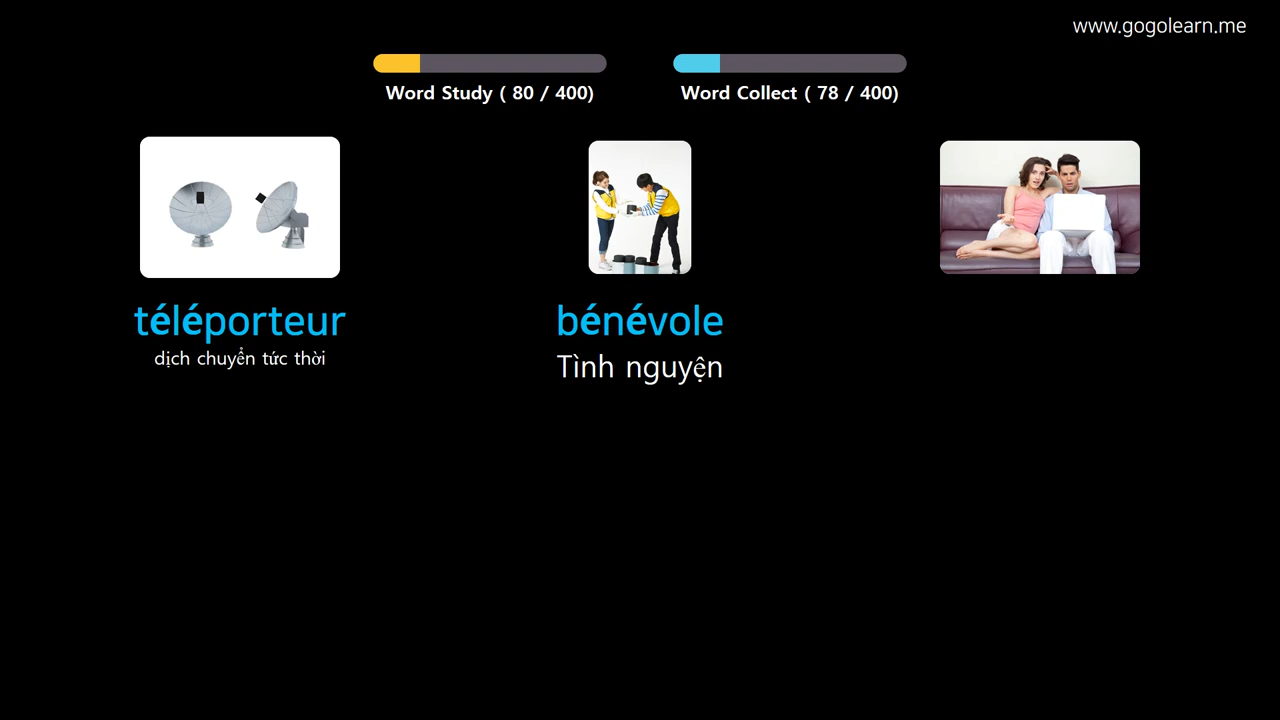 www.gogolearn.me
Word Study ( 80 / 400)
Word Collect ( 78 / 400)
téléporteur
dịch chuyển tức thời
bénévole
Tình nguyện